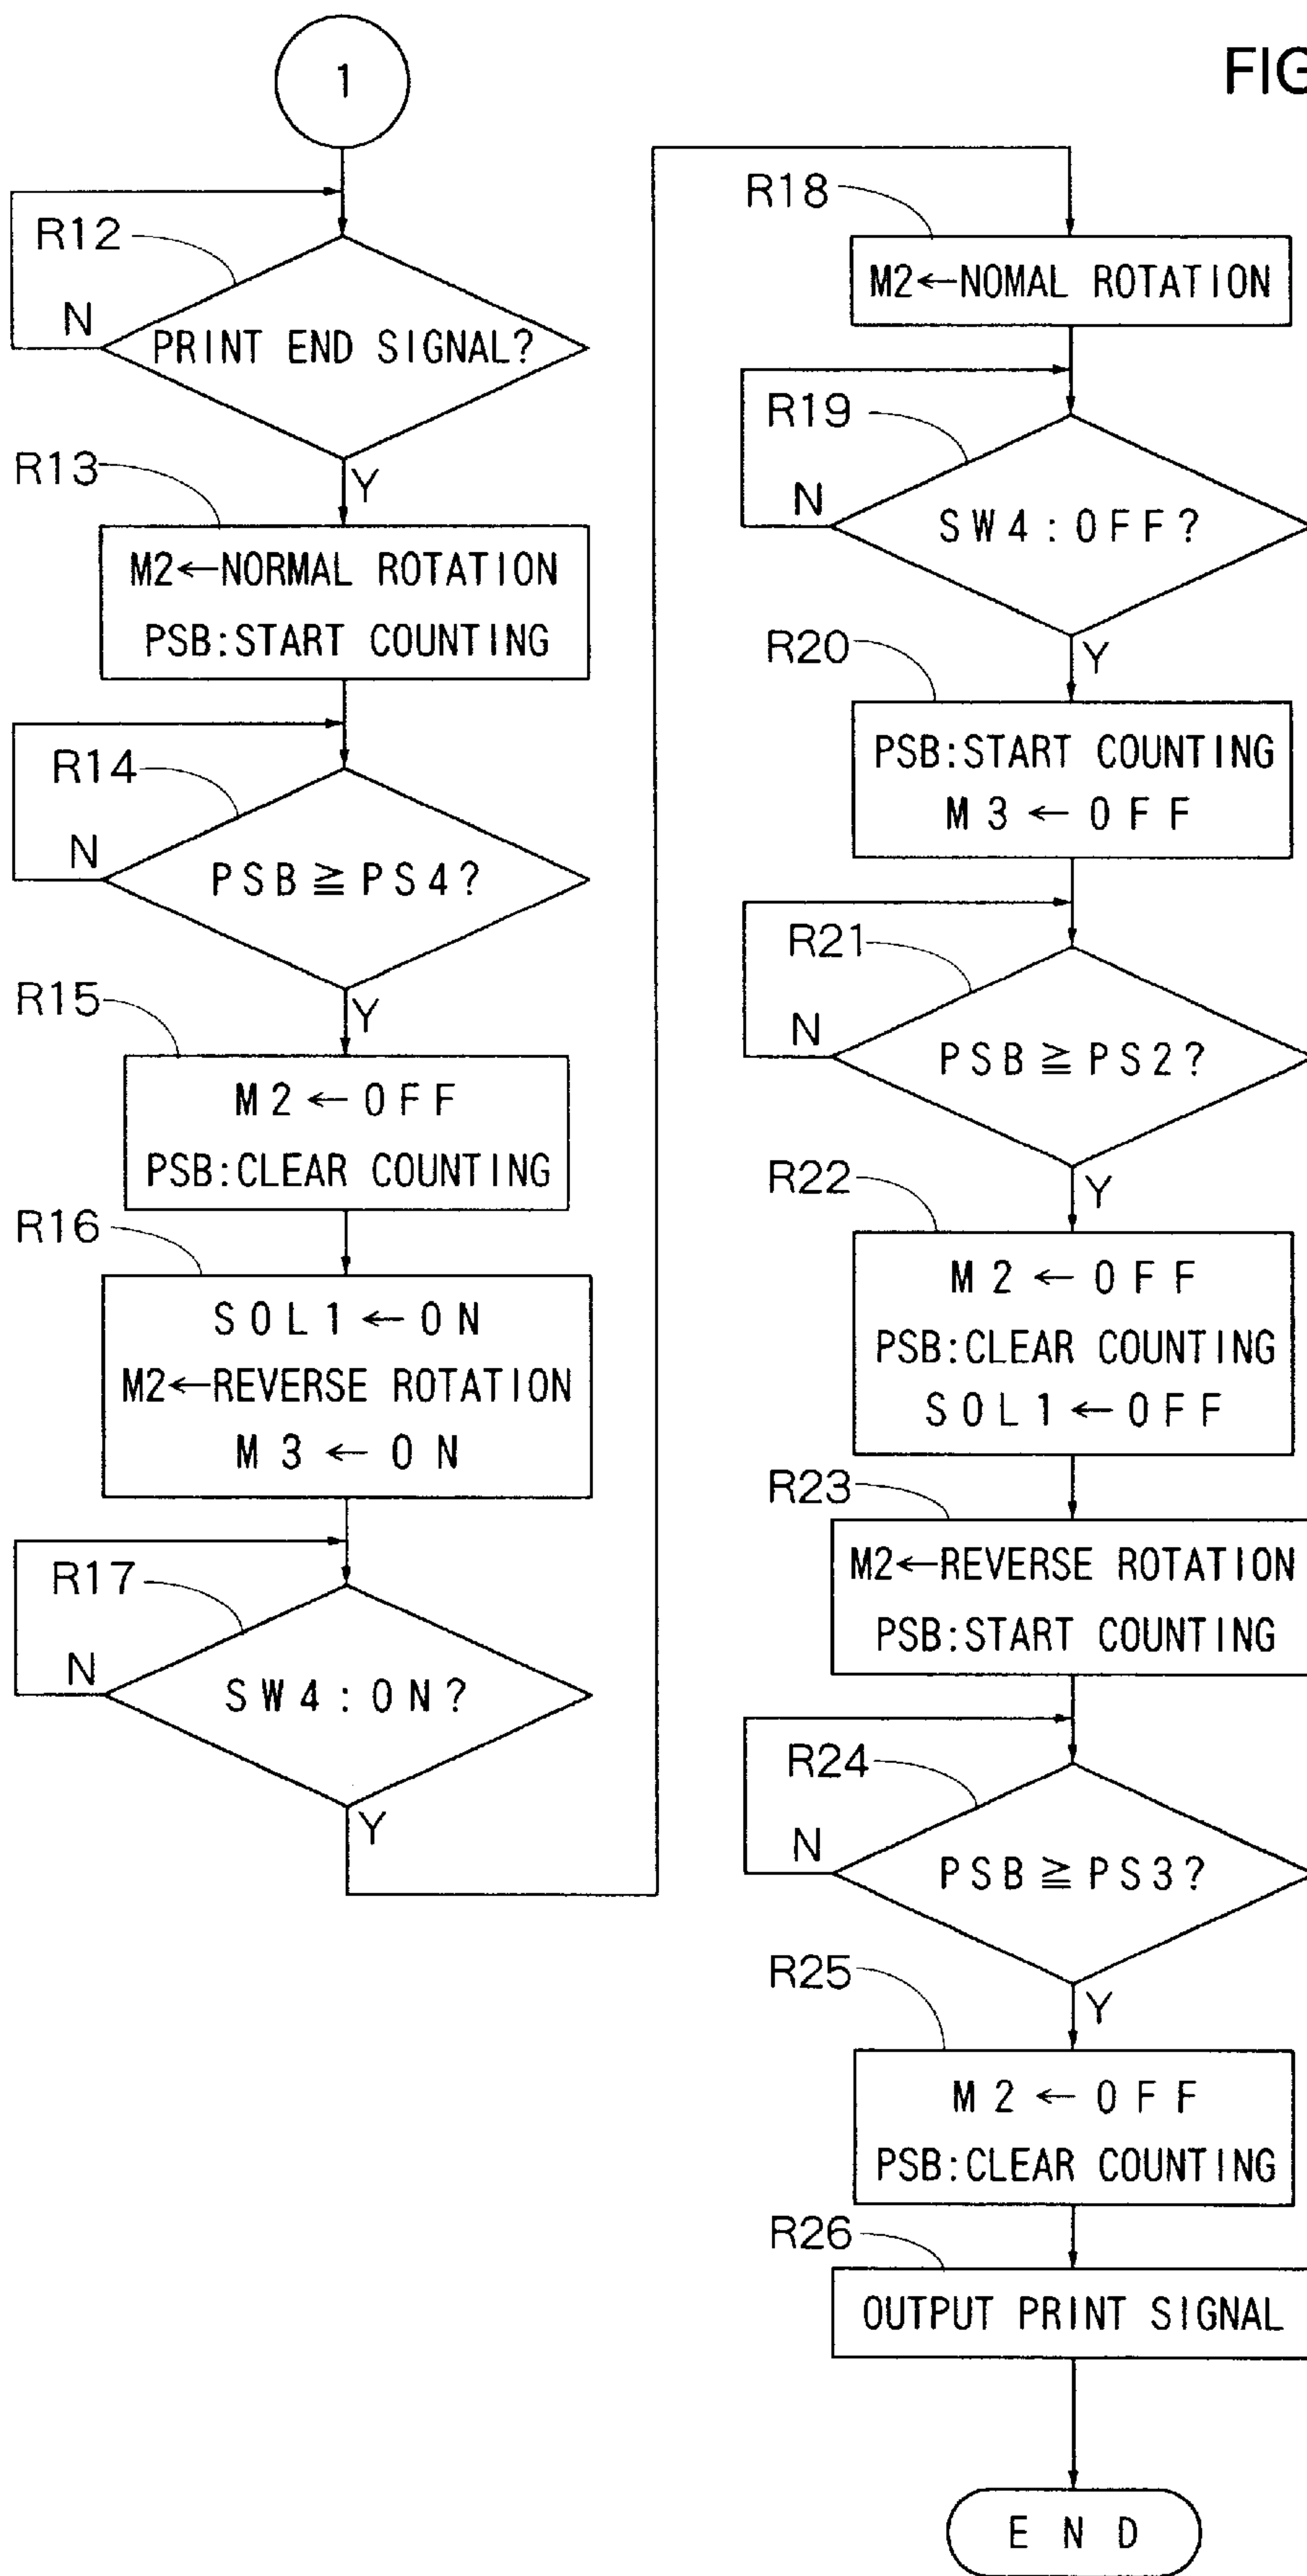 FIG
1
R12
N
PRINT END SIGNAL?
Y
R13
M2←NORMAL ROTATION
PSB:START COUNTING
R14
N
PSB≧PS4?
Y
R15
M2←OFF
PSB:CLEAR COUNTING
R16
SOL1←ON
M2←REVERSE ROTATION
M3←ON
R17
N
SW4:ON?
Y
R18
M2←NOMAL ROTATION
R19
N
SW4:OFF?
Y
R20
PSB:START COUNTING
M3←OFF
R21
N
PSB≧PS2?
Y
R22
M2←OFF
PSB:CLEAR COUNTING
SOL1←OFF
R23
M2←REVERSE ROTATION
PSB:START COUNTING
R24
N
PSB≧PS3?
Y
R25
M2←OFF
PSB:CLEAR COUNTING
R26
OUTPUT PRINT SIGNAL
END